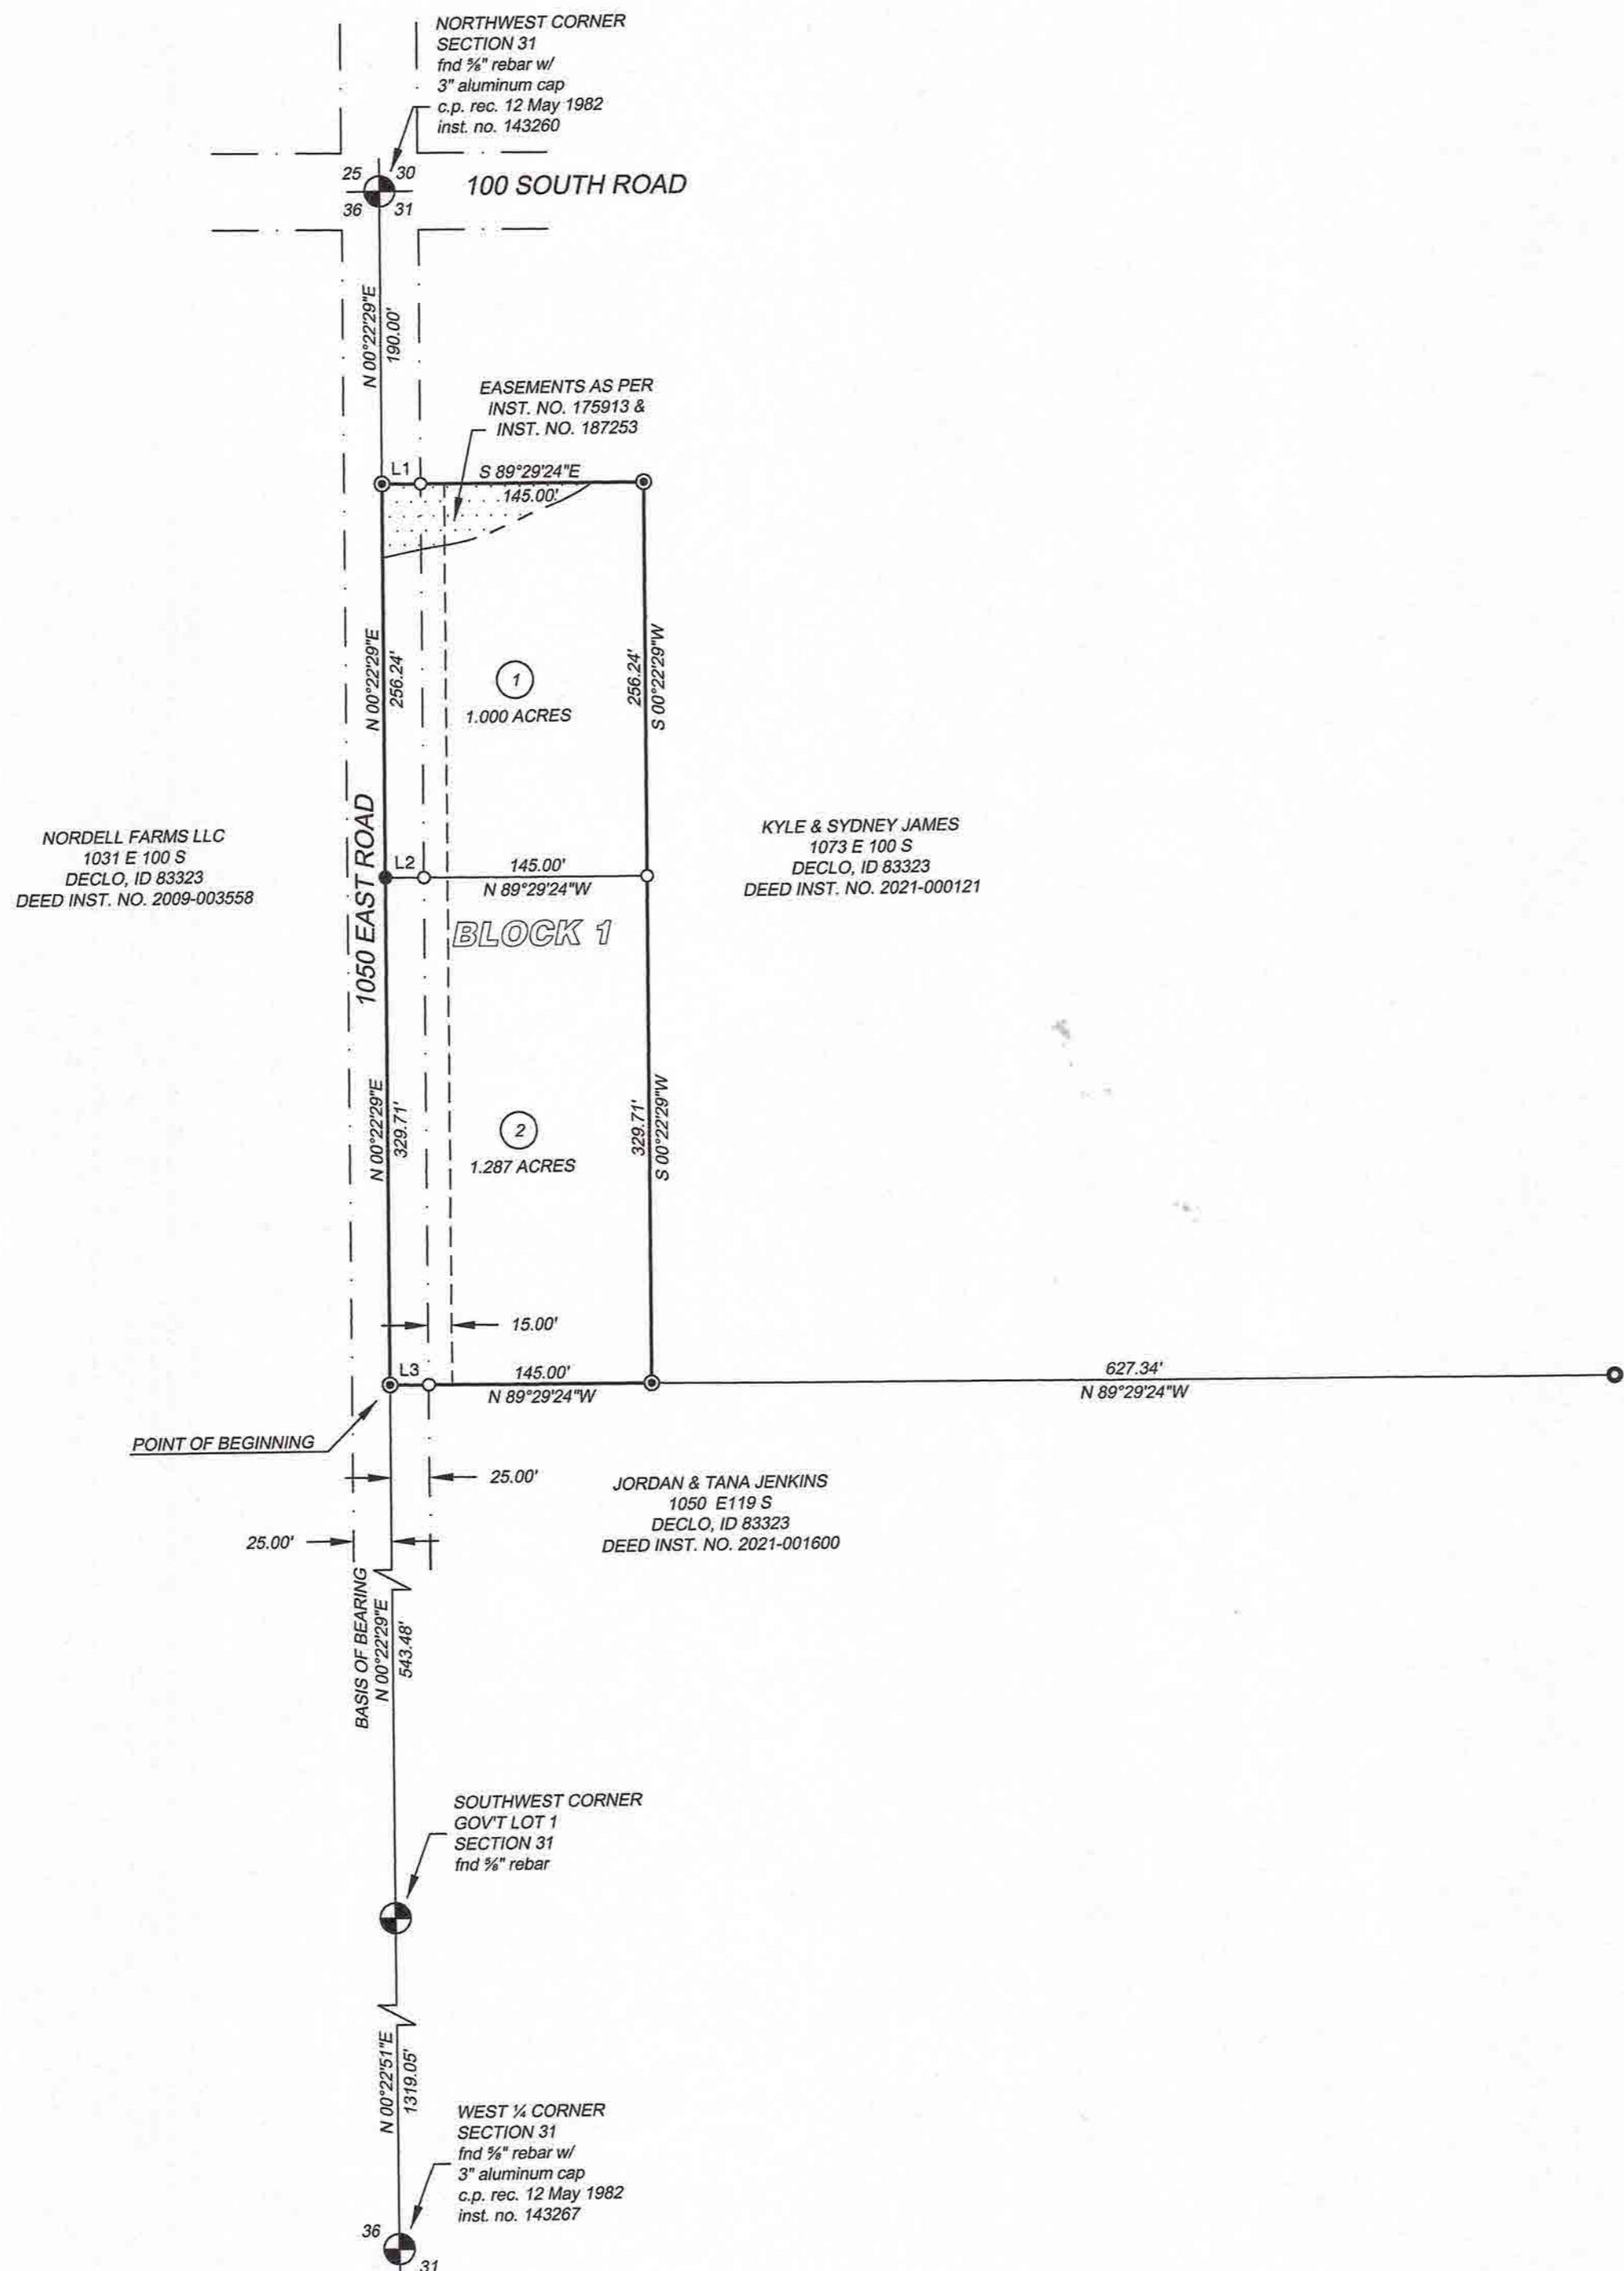 NORTHWEST CORNER
SECTION 31
fnd ⅝" rebar w/
3" aluminum cap
c.p. rec. 12 May 1982
inst. no. 143260
25 30
36 31
100 SOUTH ROAD
N 00°22'29"E
190.00'
EASEMENTS AS PER
INST. NO. 175913 &
INST. NO. 187253
L1
S 89°29'24"E
145.00'
N 00°22'29"E
256.24'
1
1.000 ACRES
256.24'
S 00°22'29"W
NORDELL FARMS LLC
1031 E 100 S
DECLO, ID 83323
DEED INST. NO. 2009-003558
1050 EAST ROAD
KYLE & SYDNEY JAMES
1073 E 100 S
DECLO, ID 83323
DEED INST. NO. 2021-000121
L2
145.00'
N 89°29'24"W
BLOCK 1
N 00°22'29"E
329.71'
2
1.287 ACRES
329.71'
S 00°22'29"W
15.00'
L3
145.00'
N 89°29'24"W
627.34'
N 89°29'24"W
POINT OF BEGINNING
25.00'
25.00'
JORDAN & TANA JENKINS
1050 E119 S
DECLO, ID 83323
DEED INST. NO. 2021-001600
BASIS OF BEARING
N 00°22'29"E
543.48'
SOUTHWEST CORNER
GOV'T LOT 1
SECTION 31
fnd ⅝" rebar
N 00°22'51"E
1319.05'
WEST ¼ CORNER
SECTION 31
fnd ⅝" rebar w/
3" aluminum cap
c.p. rec. 12 May 1982
inst. no. 143267
36
31